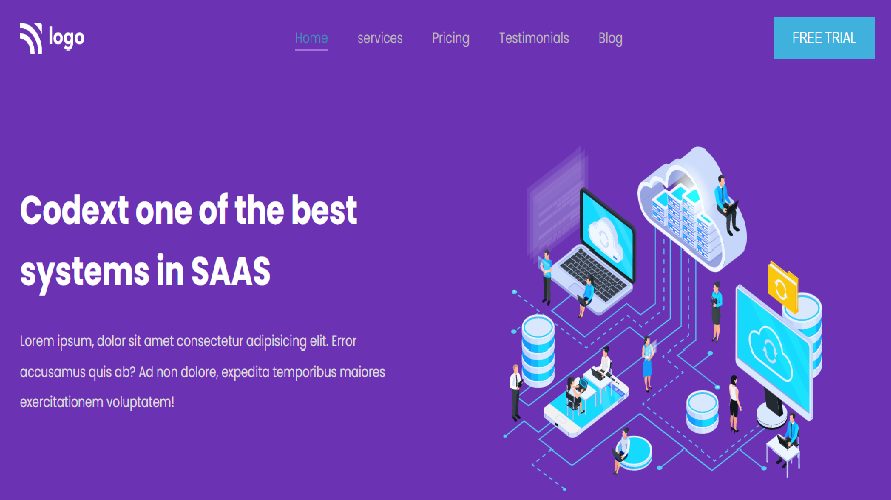 logo
Home
services
Pricing
Testimonials
Blog
FREE TRIAL
Codext one of the best
systems in SAAS
Lorem ipsum, dolor sit amet consectetur adipisicing elit. Error
accusamus quis ab? Ad non dolore, expedita temporibus maiores
exercitationem voluptatem!